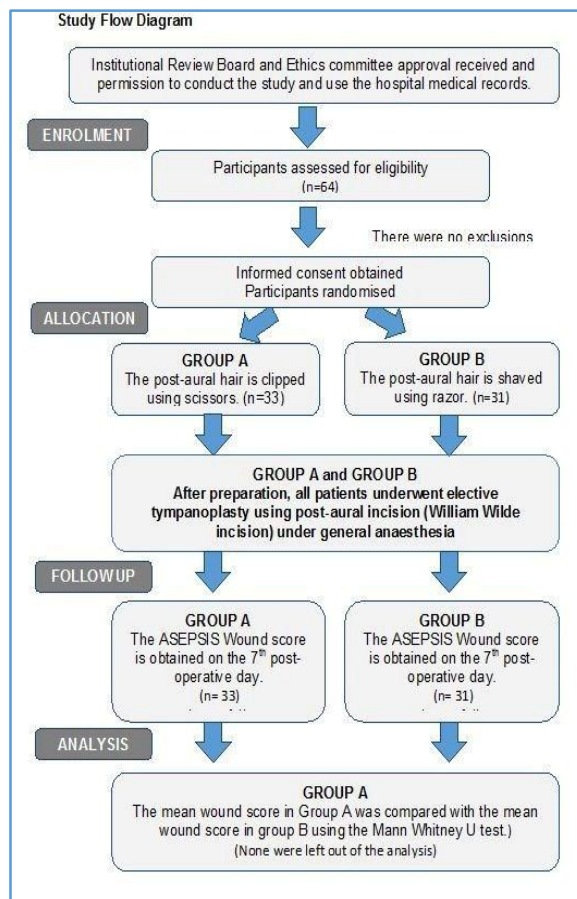 Study Flow Diagram
Institutional Review Board and Ethics committee approval received and
permission to conduct the study and use the hospital medical records.
ENROLMENT
Participants assessed for eligibility
(n=64)
There were no exclusions
Informed consent obtained
Participants randomised
ALLOCATION
GROUP A
The post-aural hair is clipped
using scissors. (n=33)
GROUP B
The post-aural hair is shaved
using razor. (n=31)
GROUP A and GROUP B
After preparation, all patients underwent elective
tympanoplasty using post-aural incision (William Wilde
incision) under general anaesthesia
FOLLOW UP
GROUP A
The ASEPSIS Wound score
is obtained on the 7th post-
operative day.
(n= 33)
GROUP B
The ASEPSIS Wound score
is obtained on the 7th post-
operative day.
(n= 31)
ANALYSIS
GROUP A
The mean wound score in Group A was compared with the mean
wound score in group B using the Mann Whitney U test.)
(None were left out of the analysis)